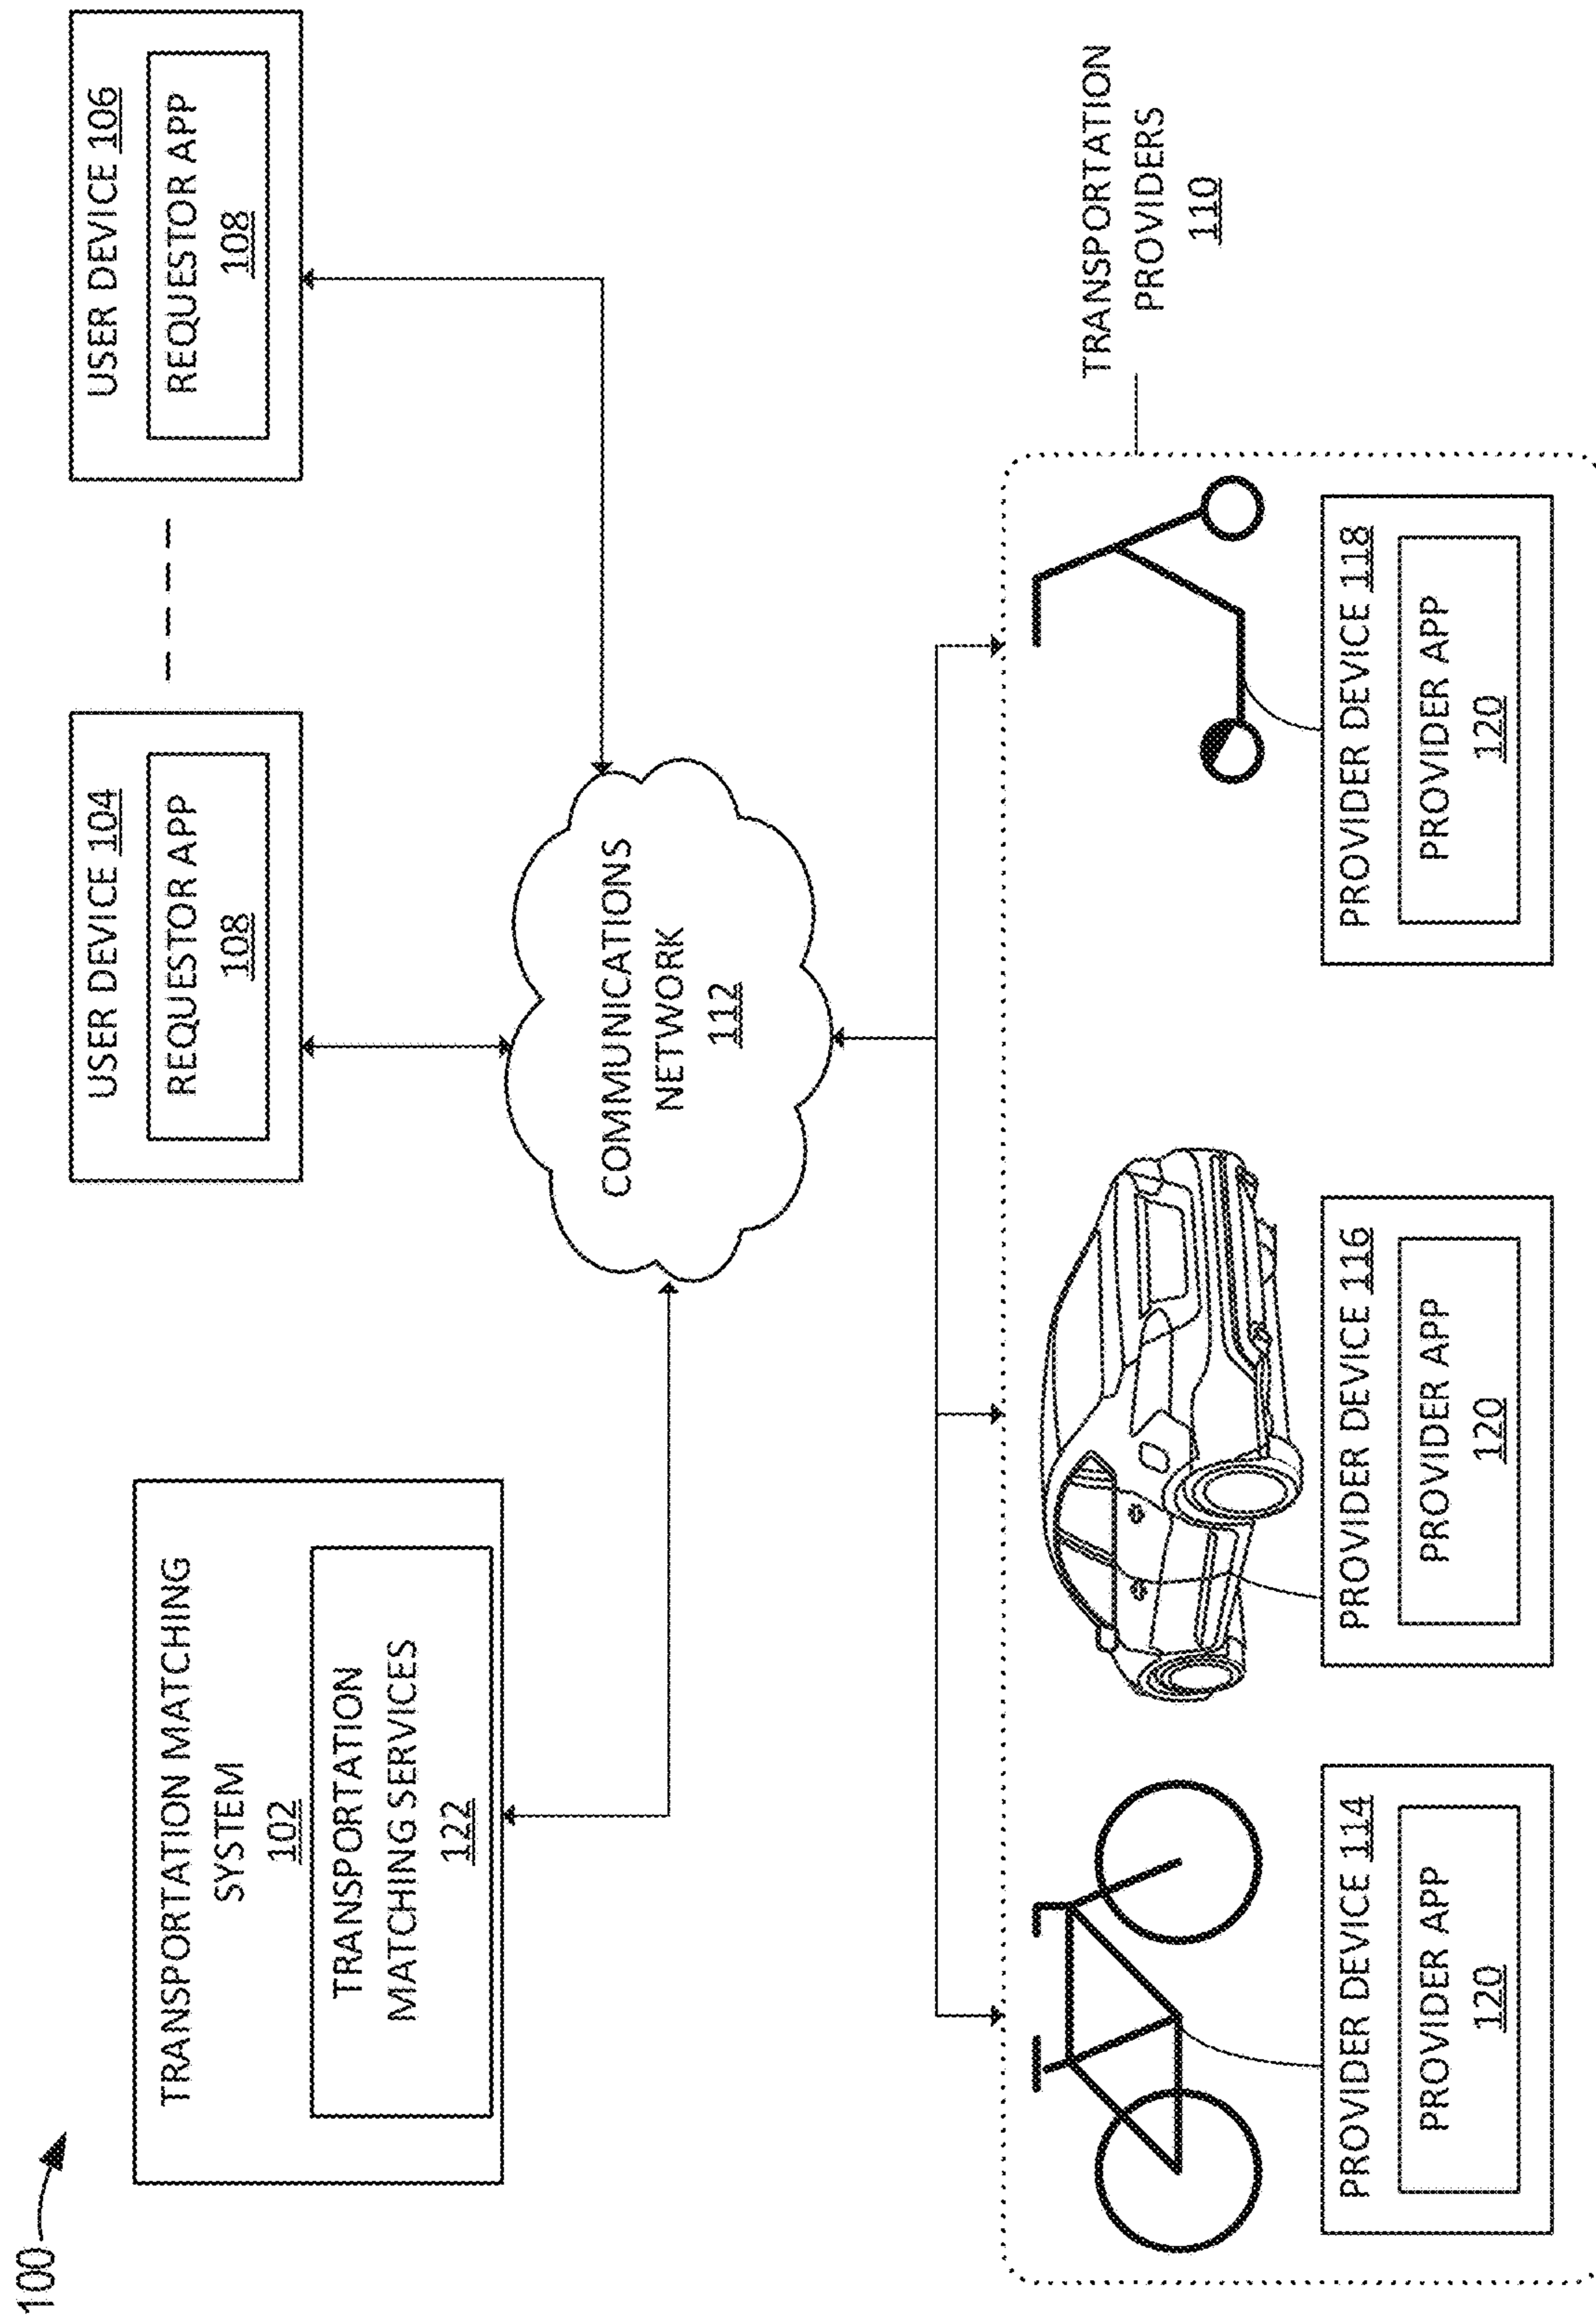 100
TRANSPORTATION MATCHING
SYSTEM
102
TRANSPORTATION
MATCHING SERVICES
122
USER DEVICE 104
REQUESTOR APP
108
USER DEVICE 106
REQUESTOR APP
108
COMMUNICATIONS
NETWORK
112
TRANSPORTATION
PROVIDERS
110
PROVIDER DEVICE 114
PROVIDER APP
120
PROVIDER DEVICE 116
PROVIDER APP
120
PROVIDER DEVICE 118
PROVIDER APP
120